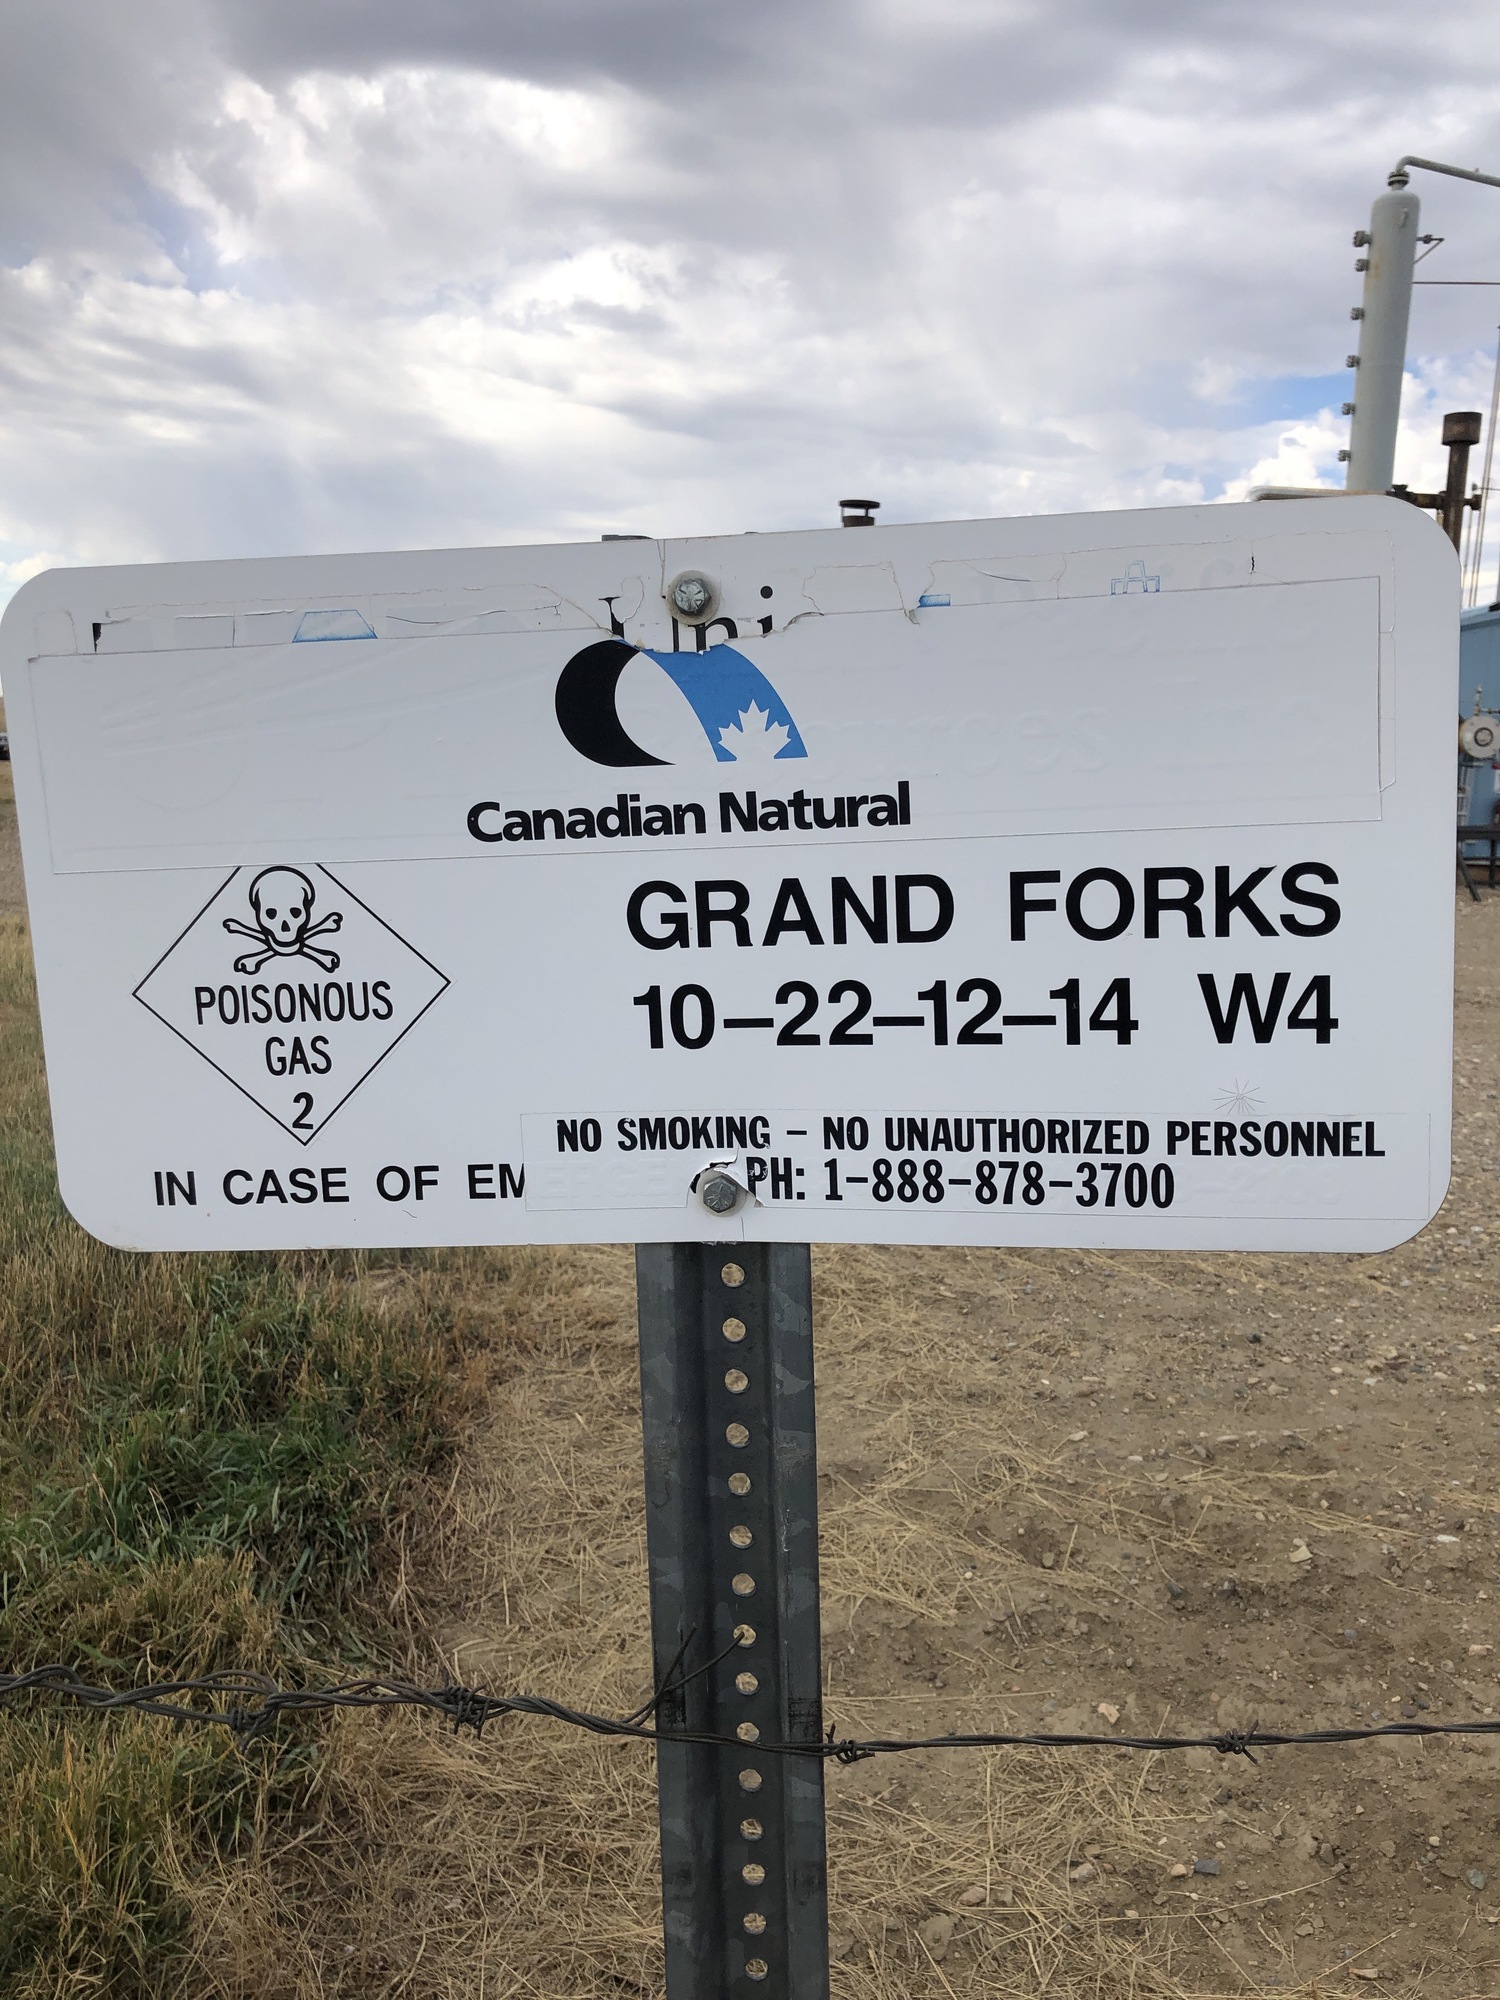 Uni
Canadian Natural
GRAND FORKS
10–22–12–14 W4
POISONOUS
GAS
2
NO SMOKING – NO UNAUTHORIZED PERSONNEL
IN CASE OF EM
PH: 1–888–878–3700